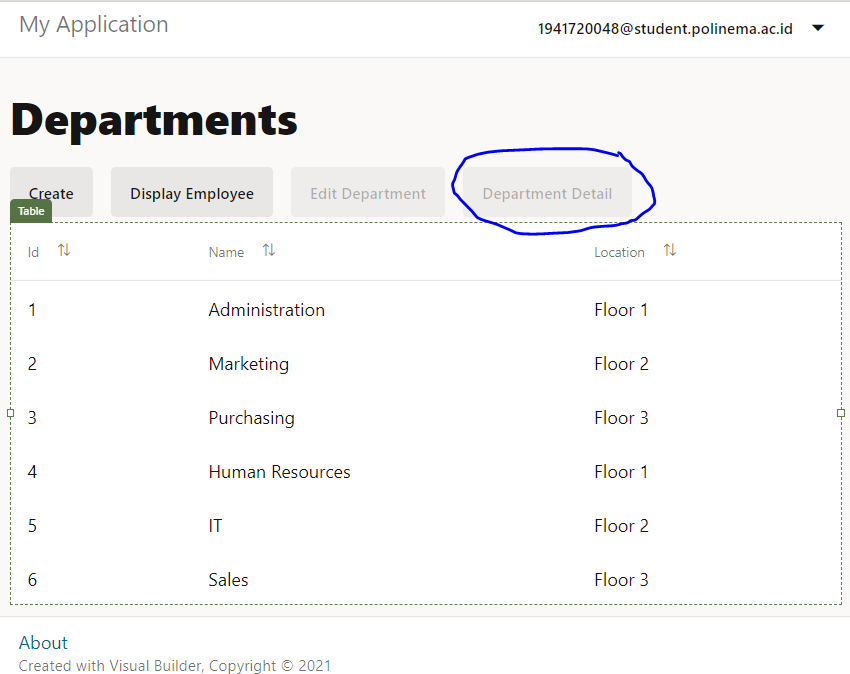 My Application
1941720048@student.polinema.ac.id
Departments
Create Display Employee Edit Department Department Detail
Table
Id Name Location
1 Administration Floor 1
2 Marketing Floor 2
3 Purchasing Floor 3
4 Human Resources Floor 1
5 IT Floor 2
6 Sales Floor 3
About
Created with Visual Builder, Copyright © 2021